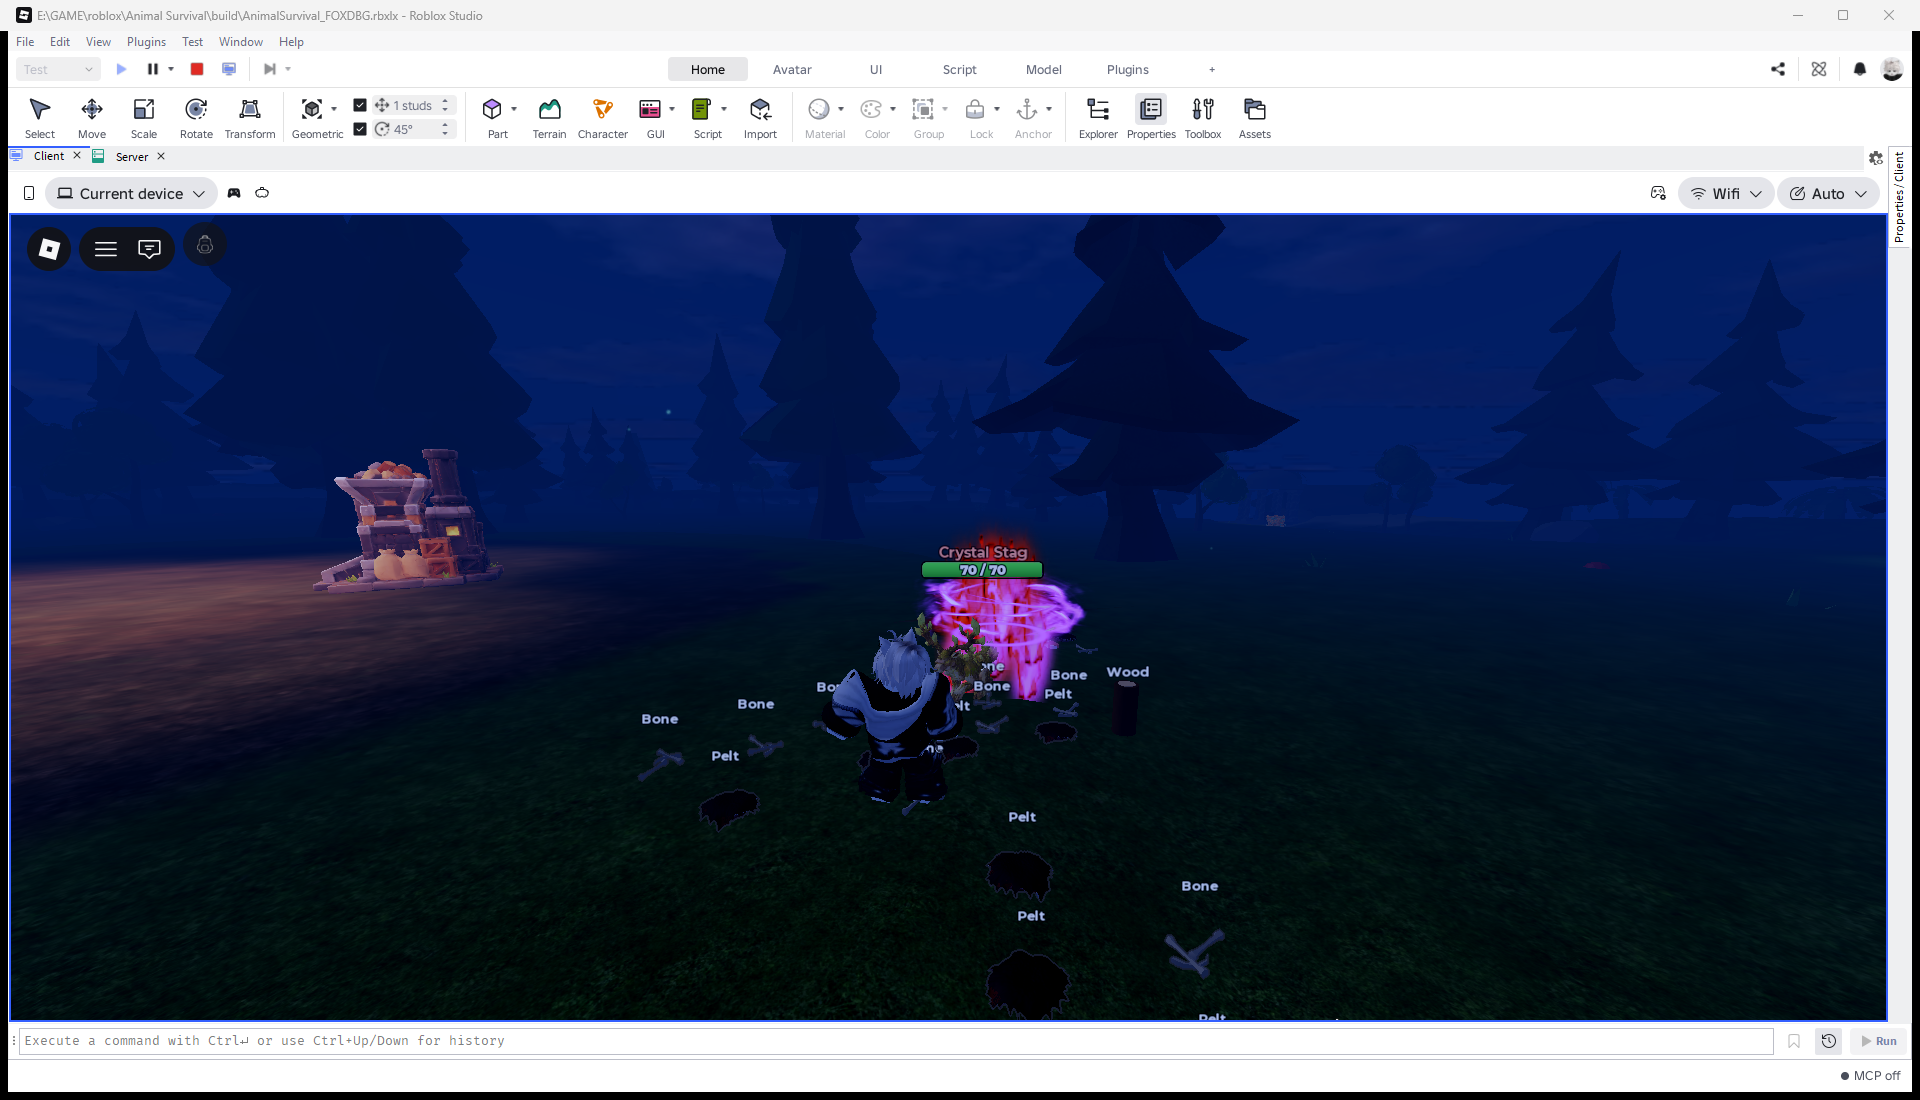 E:\GAME\roblox\Animal Survival\build\AnimalSurvival_FOXDBG.rbxlx - Roblox Studio
File Edit View Plugins Test Window Help
Test
Home Avatar UI Script Model Plugins +
1 studs
45°
Select Move Scale Rotate Transform Geometric Part Terrain Character GUI Script Import Material Color Group Lock Anchor Explorer Properties Toolbox Assets
Client Server
Properties / Client
Current device
Wifi Auto
Crystal Stag
70 / 70
Bone
Wood
Bone
Bone
Pelt
Bone
Bone
Pelt
Pelt
Bone
Pelt
Pelt
Execute a command with Ctrl↵ or use Ctrl+Up/Down for history
Run
MCP off